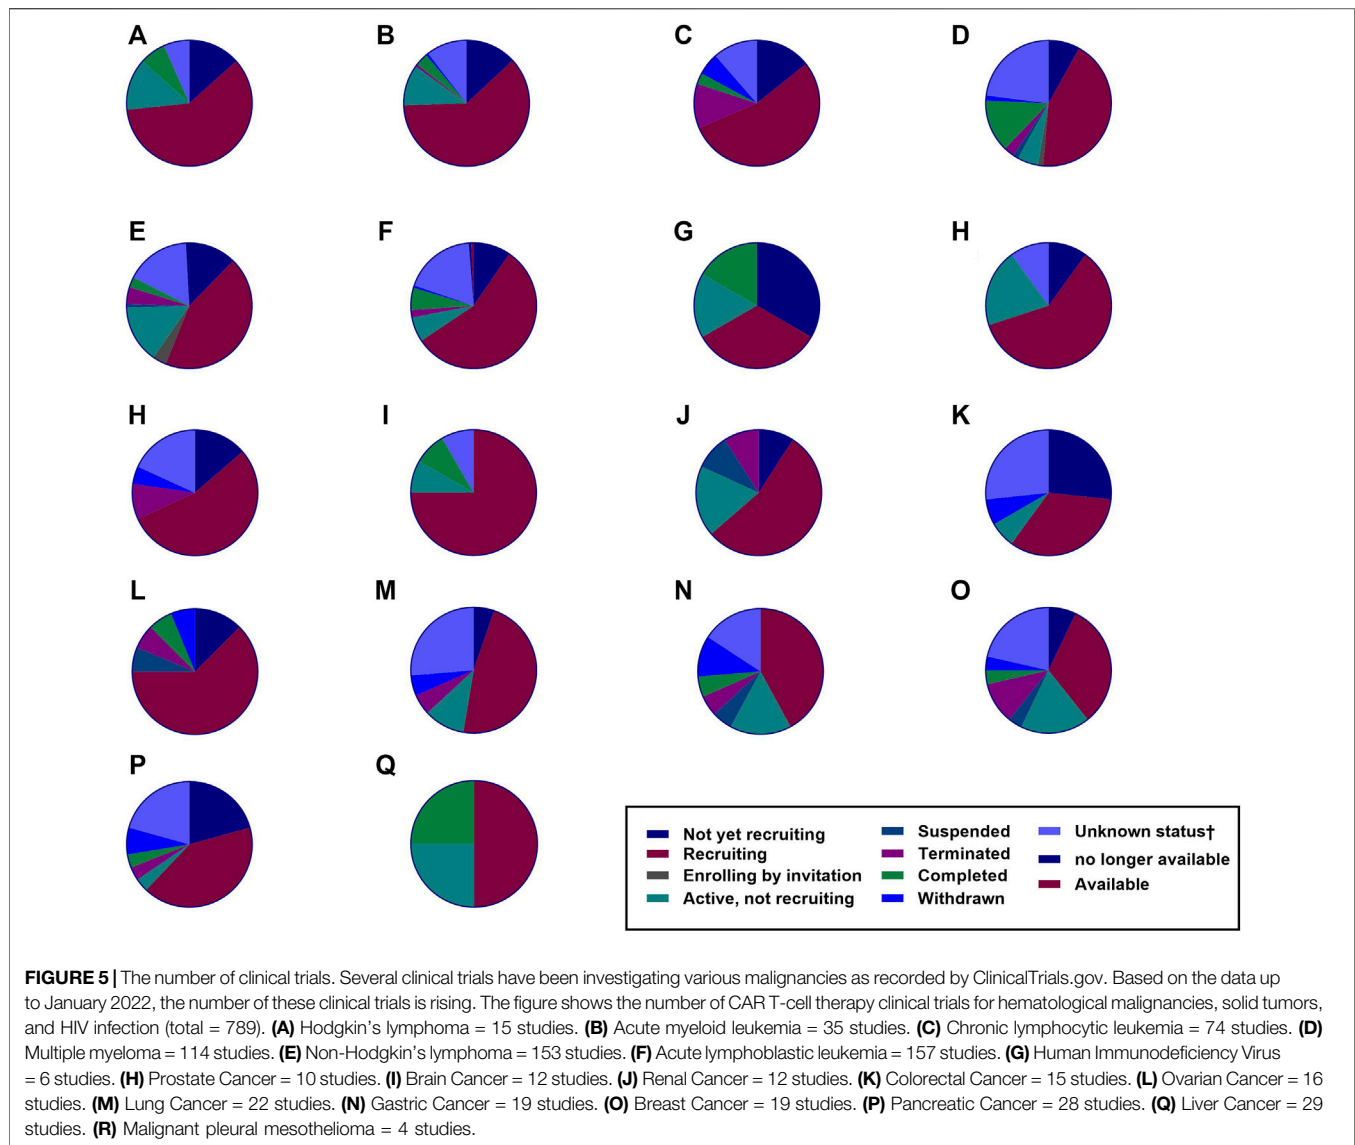 A B C D
E F G H
H I J K
L M N O
P Q
Not yet recruiting
Recruiting
Enrolling by invitation
Active, not recruiting
Suspended
Terminated
Completed
Withdrawn
Unknown status†
no longer available
Available
FIGURE 5 | The number of clinical trials. Several clinical trials have been investigating various malignancies as recorded by ClinicalTrials.gov. Based on the data up
to January 2022, the number of these clinical trials is rising. The figure shows the number of CAR T-cell therapy clinical trials for hematological malignancies, solid tumors,
and HIV infection (total = 789). (A) Hodgkin's lymphoma = 15 studies. (B) Acute myeloid leukemia = 35 studies. (C) Chronic lymphocytic leukemia = 74 studies. (D)
Multiple myeloma = 114 studies. (E) Non-Hodgkin's lymphoma = 153 studies. (F) Acute lymphoblastic leukemia = 157 studies. (G) Human Immunodeficiency Virus
= 6 studies. (H) Prostate Cancer = 10 studies. (I) Brain Cancer = 12 studies. (J) Renal Cancer = 12 studies. (K) Colorectal Cancer = 15 studies. (L) Ovarian Cancer = 16
studies. (M) Lung Cancer = 22 studies. (N) Gastric Cancer = 19 studies. (O) Breast Cancer = 19 studies. (P) Pancreatic Cancer = 28 studies. (Q) Liver Cancer = 29
studies. (R) Malignant pleural mesothelioma = 4 studies.